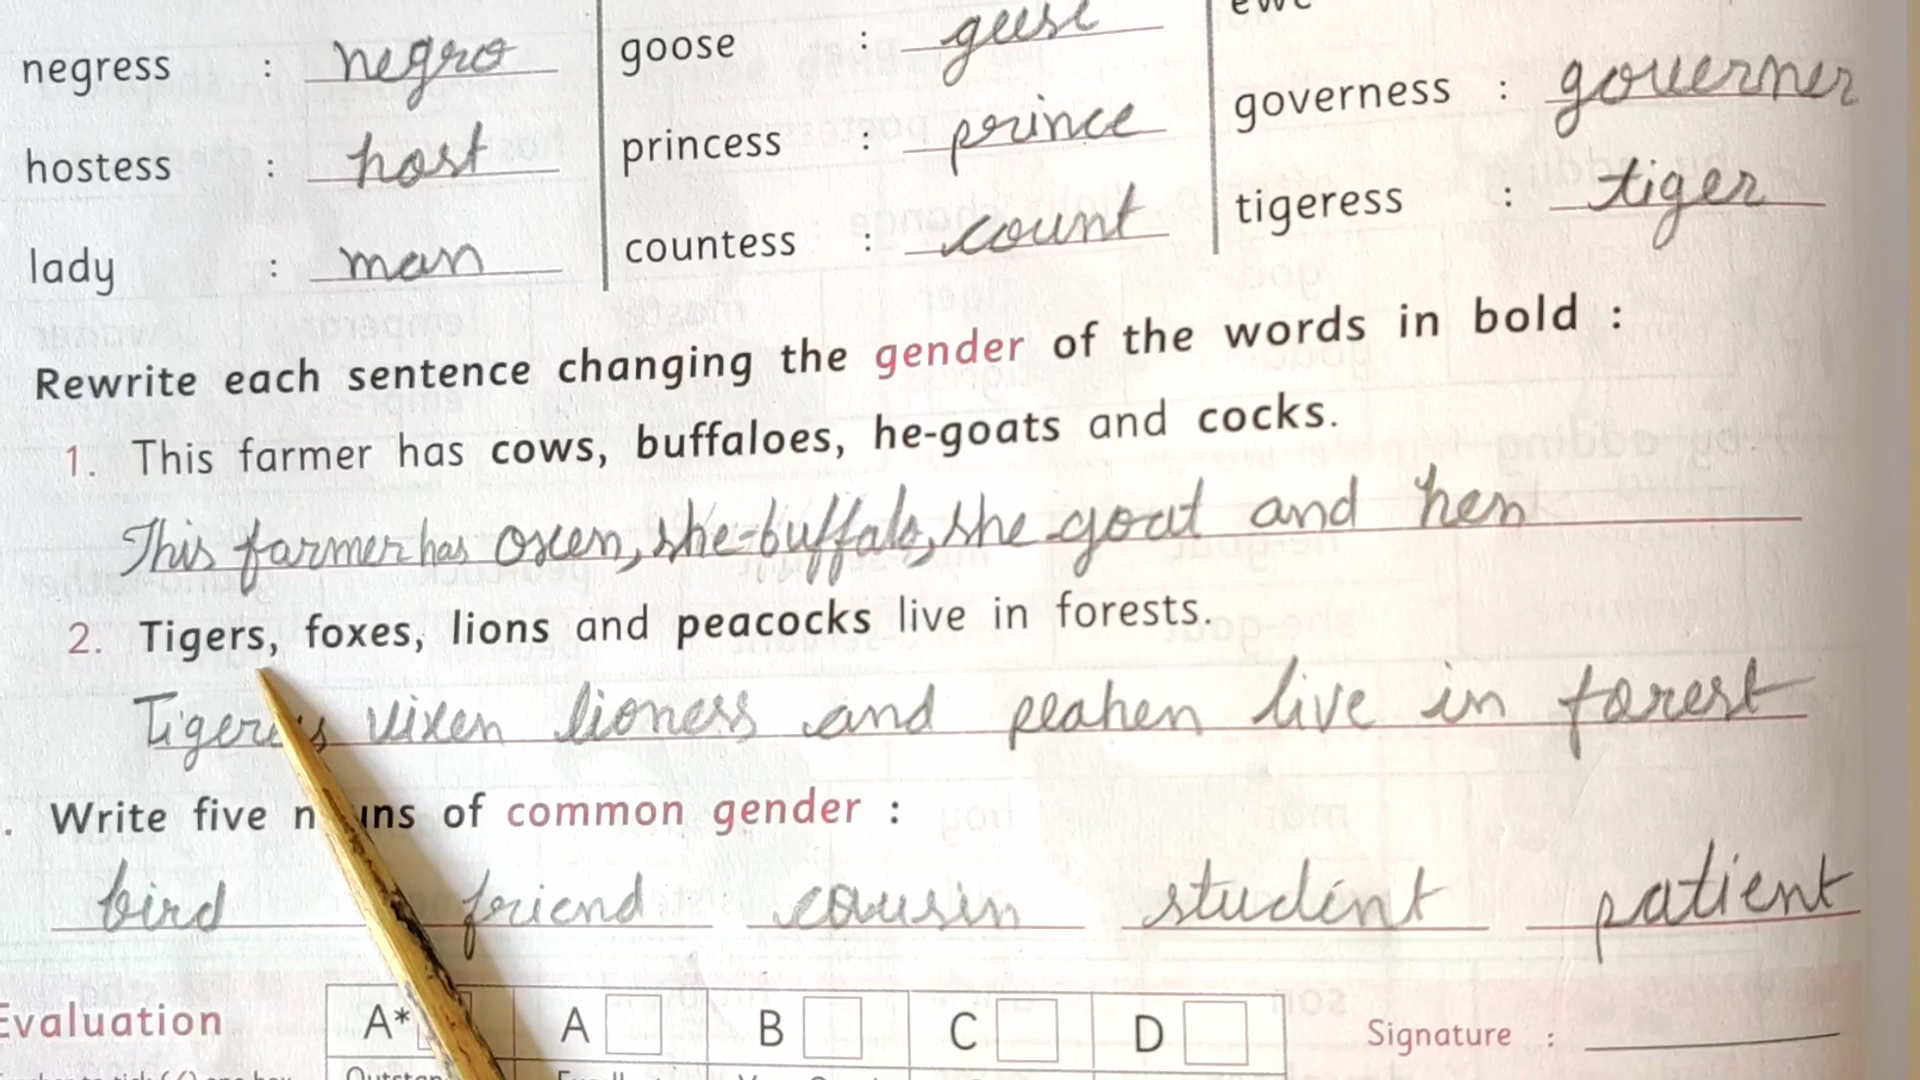 ewe
negress : negro goose : geese governess : governer
hostess : host princess : prince tigeress : tiger
lady : man countess : count
Rewrite each sentence changing the gender of the words in bold :
1. This farmer has cows, buffaloes, he-goats and cocks.
This farmer has oxen, she-buffalo, she goat and hen
2. Tigers, foxes, lions and peacocks live in forests.
vixen lioness and peahen live in forest
Write five of common gender :
bird friend cousin student patient
Evaluation A* A B C D Signature :